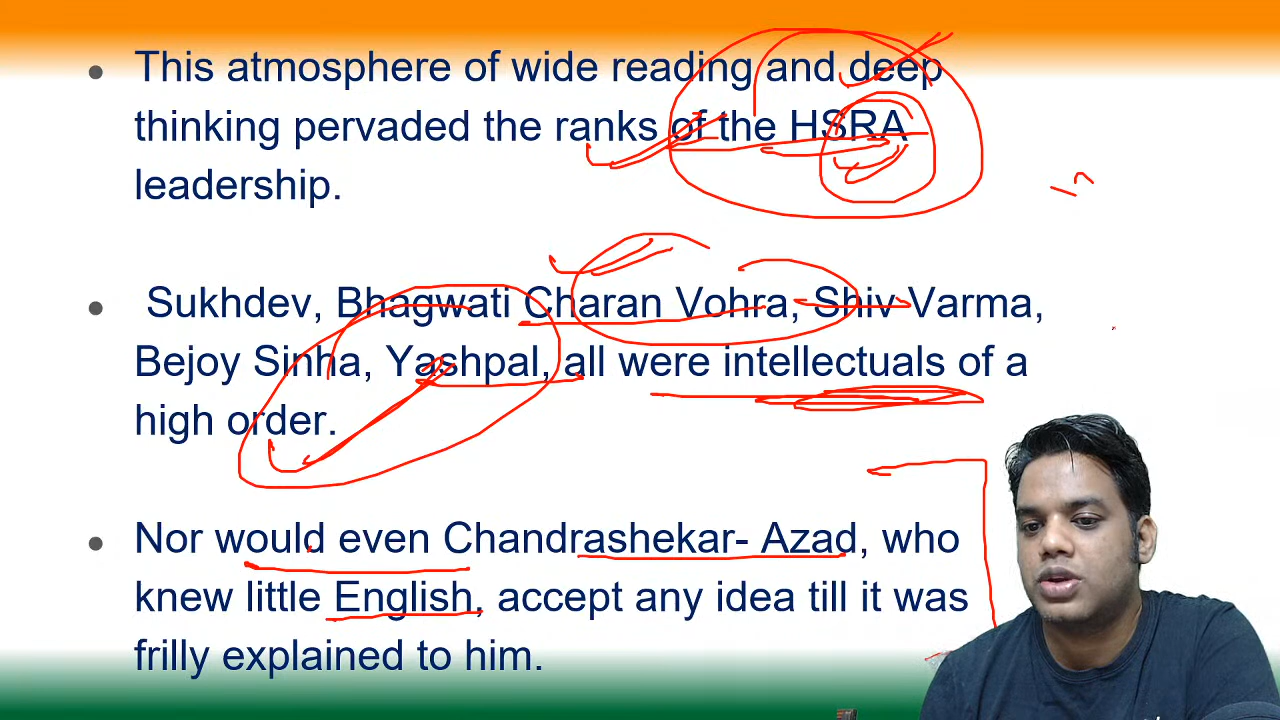 This atmosphere of wide reading and deep
thinking pervaded the ranks of the HSRA
leadership.
Sukhdev, Bhagwati Charan Vohra, Shiv Varma,
Bejoy Sinha, Yashpal, all were intellectuals of a
high order.
Nor would even Chandrashekar- Azad, who
knew little English, accept any idea till it was
frilly explained to him.